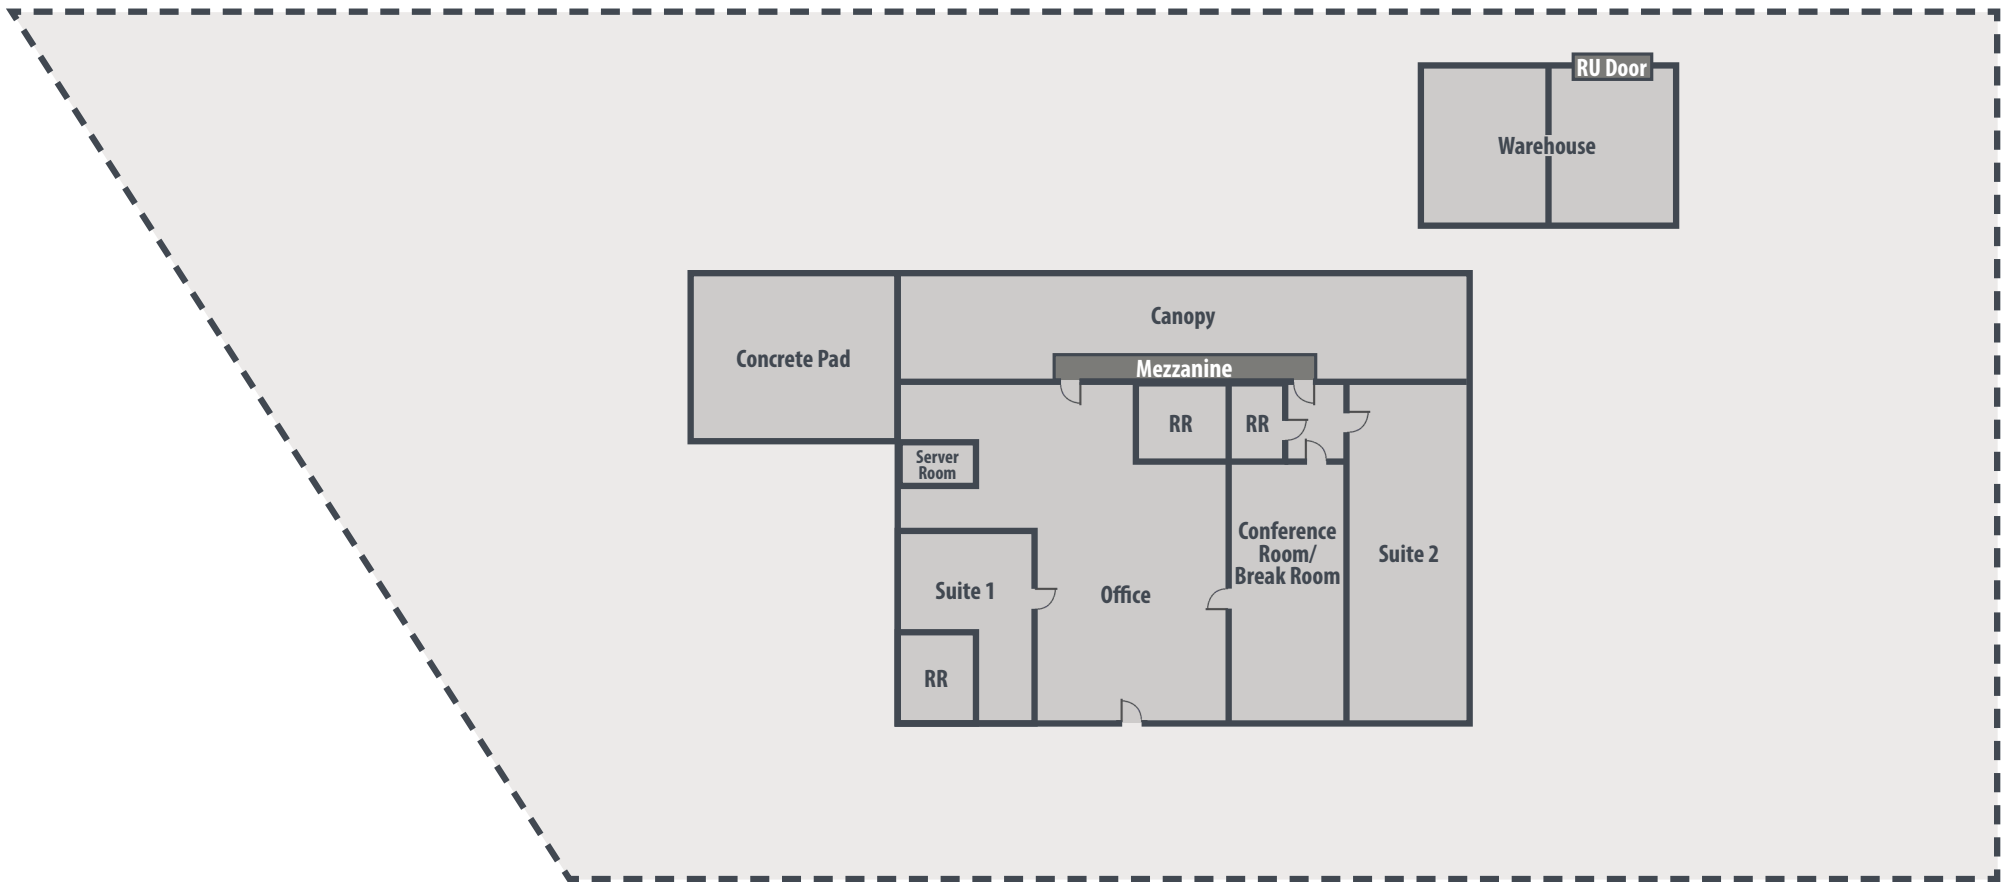 RU Door
Warehouse
Canopy
Concrete Pad
Mezzanine
RR
RR
Server
Room
Conference
Room/
Break Room
Suite 2
Suite 1
Office
RR